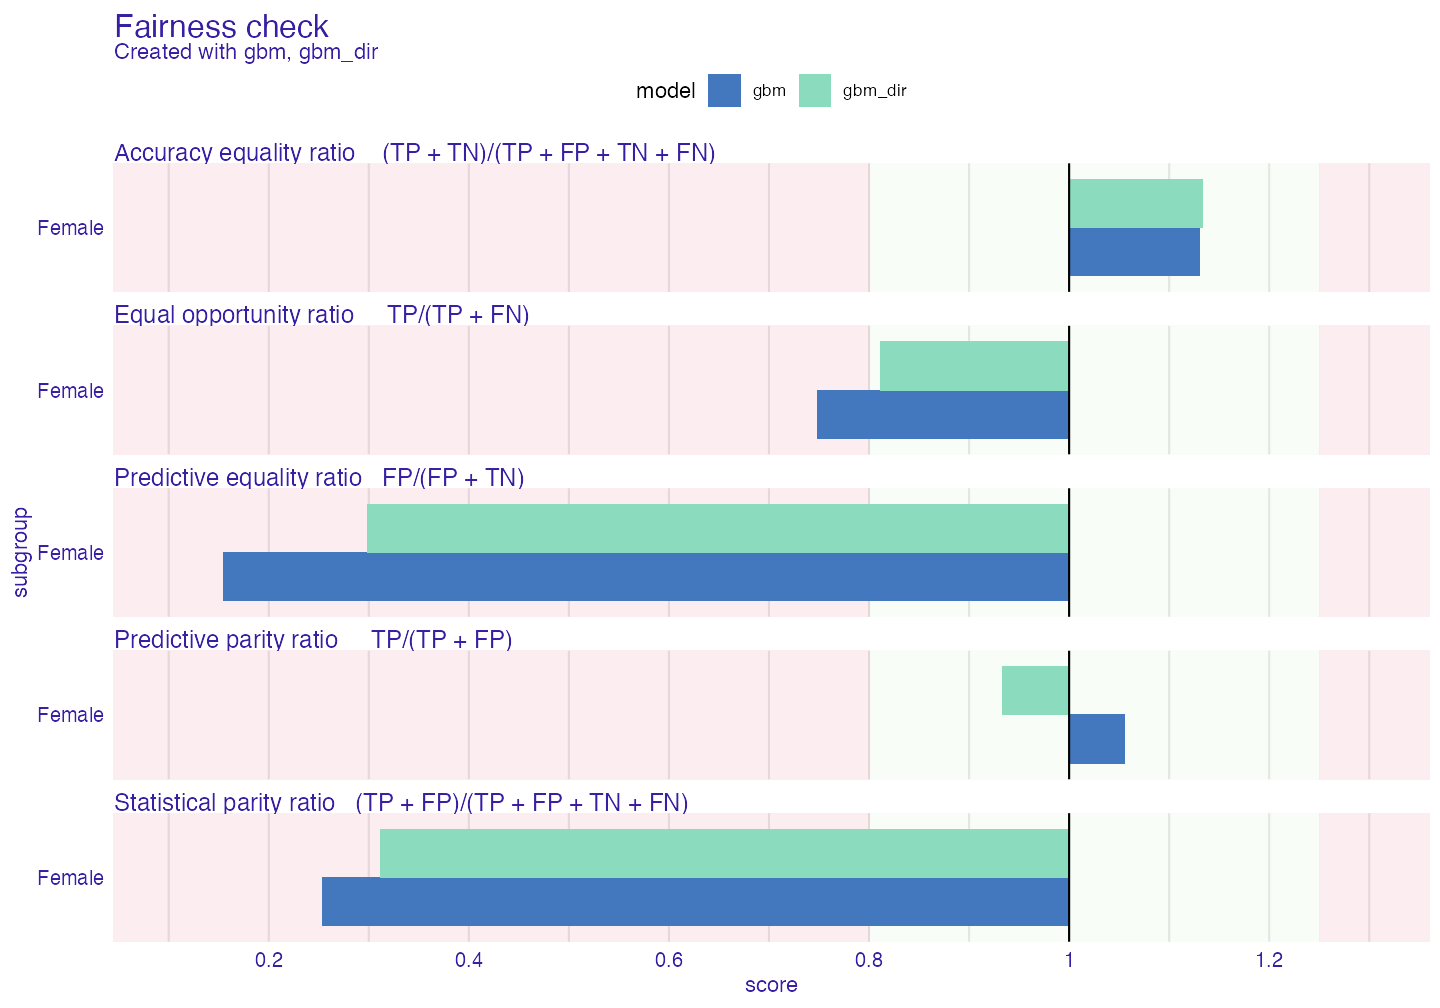 Fairness check
Created with gbm, gbm_dir
model gbm gbm_dir
Accuracy equality ratio (TP + TN)/(TP + FP + TN + FN)
Female
Equal opportunity ratio TP/(TP + FN)
Female
Predictive equality ratio FP/(FP + TN)
Female
Predictive parity ratio TP/(TP + FP)
Female
Statistical parity ratio (TP + FP)/(TP + FP + TN + FN)
Female
subgroup
0.2 0.4 0.6 0.8 1 1.2
score